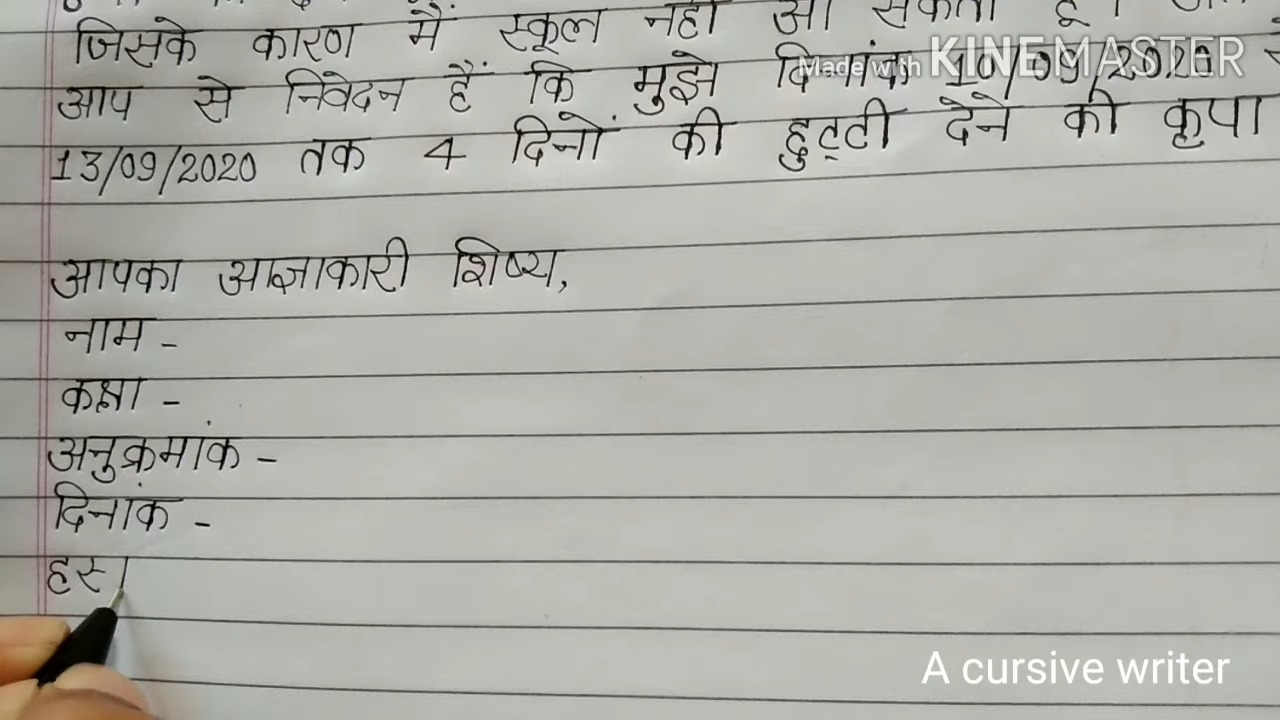 जिसके कारण मैं स्कूल नहीं आ सकता हूँ।
आप से निवेदन हैं कि मुझे दिनांक 10/09/2020 से
Made with KINEMASTER
13/09/2020 तक 4 दिनों की छुट्टी देने की कृपा
आपका आज्ञाकारी शिष्य,
नाम -
कक्षा -
अनुक्रमांक -
दिनांक -
हस
A cursive writer